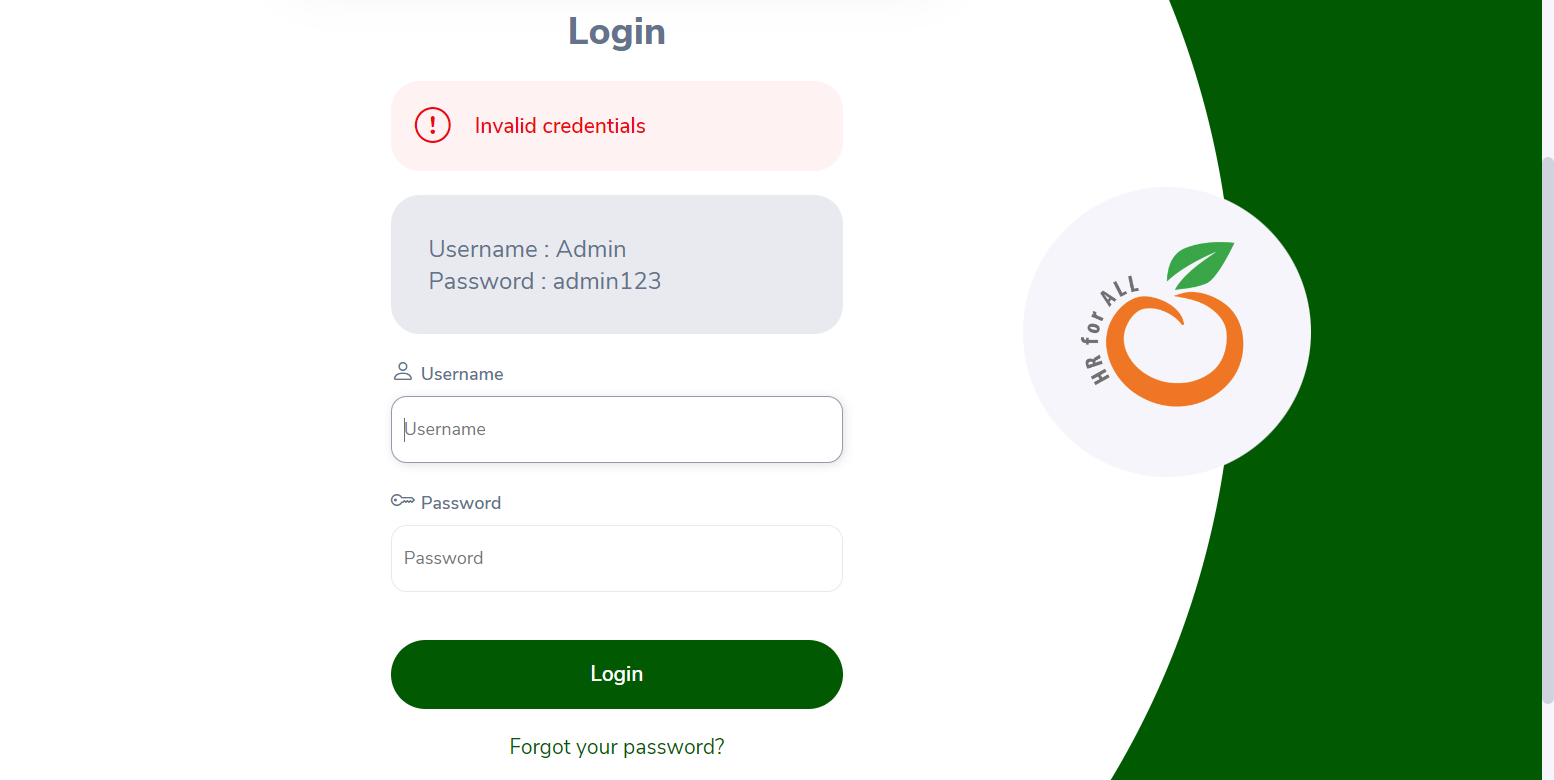 Login
Invalid credentials
Username : Admin
Password : admin123
Username
Username
Password
Password
Login
Forgot your password?
HR for ALL